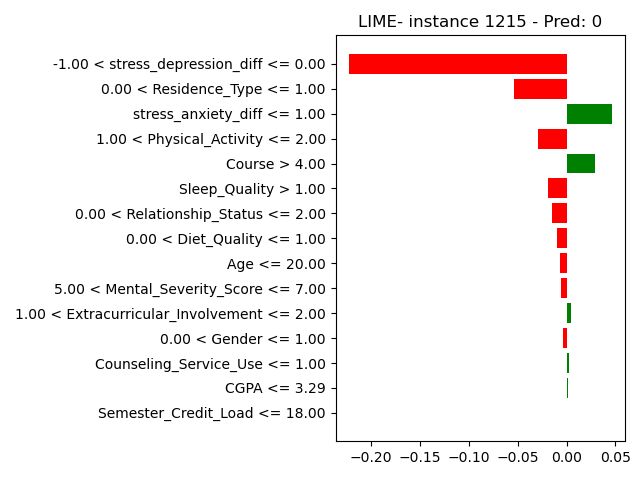 LIME- instance 1215 - Pred: 0
-1.00 < stress_depression_diff <= 0.00
0.00 < Residence_Type <= 1.00
stress_anxiety_diff <= 1.00
1.00 < Physical_Activity <= 2.00
Course > 4.00
Sleep_Quality > 1.00
0.00 < Relationship_Status <= 2.00
0.00 < Diet_Quality <= 1.00
Age <= 20.00
5.00 < Mental_Severity_Score <= 7.00
1.00 < Extracurricular_Involvement <= 2.00
0.00 < Gender <= 1.00
Counseling_Service_Use <= 1.00
CGPA <= 3.29
Semester_Credit_Load <= 18.00
−0.20 −0.15 −0.10 −0.05 0.00 0.05